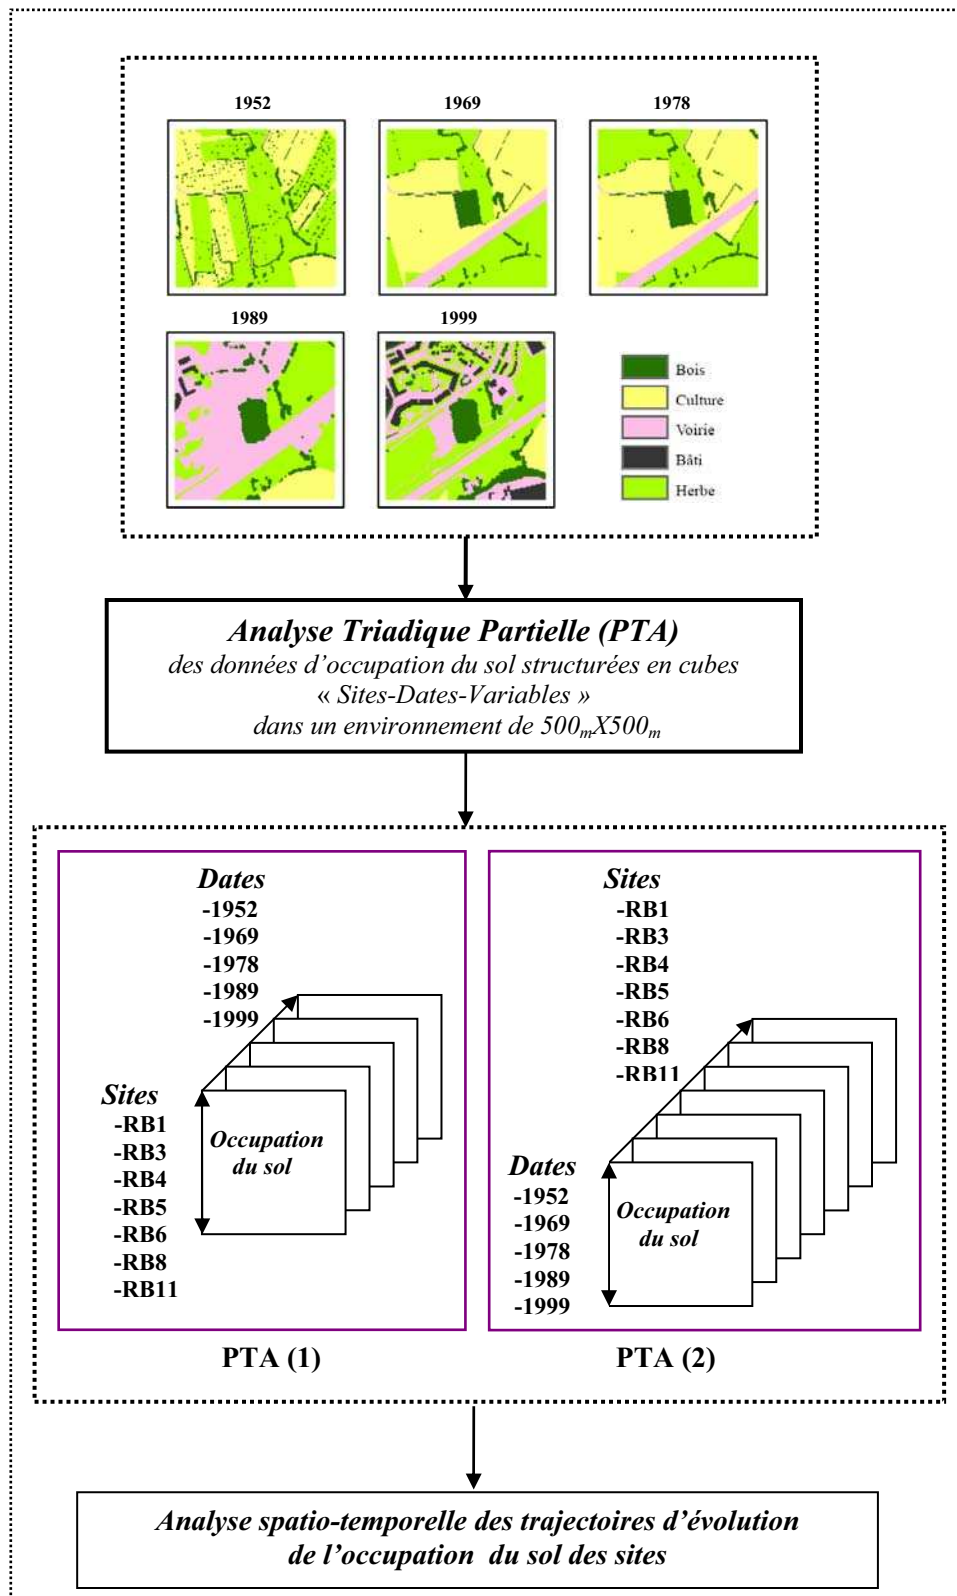 1952
1969
1978
1989
1999
Bois
Culture
Voirie
Bâti
Herbe
Analyse Triadique Partielle (PTA)
des données d’occupation du sol structurées en cubes
« Sites-Dates-Variables »
dans un environnement de 500mX500m
Dates
-1952
-1969
-1978
-1989
-1999
Sites
-RB1
-RB3
-RB4
-RB5
-RB6
-RB8
-RB11
Occupation
du sol
PTA (1)
Sites
-RB1
-RB3
-RB4
-RB5
-RB6
-RB8
-RB11
Dates
-1952
-1969
-1978
-1989
-1999
Occupation
du sol
PTA (2)
Analyse spatio-temporelle des trajectoires d’évolution
de l’occupation du sol des sites